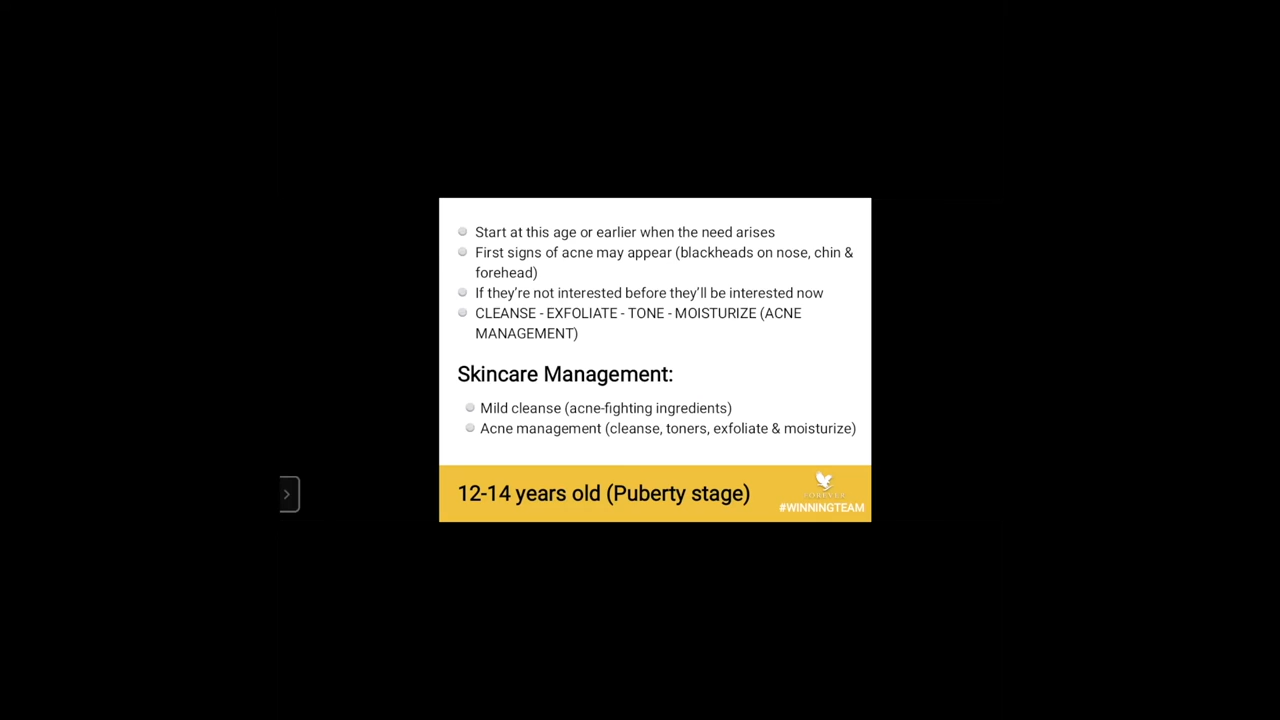 Start at this age or earlier when the need arises
First signs of acne may appear (blackheads on nose, chin &
forehead)
If they're not interested before they'll be interested now
CLEANSE - EXFOLIATE - TONE - MOISTURIZE (ACNE
MANAGEMENT)
Skincare Management:
Mild cleanse (acne-fighting ingredients)
Acne management (cleanse, toners, exfoliate & moisturize)
12-14 years old (Puberty stage)
FOREVER
#WINNINGTEAM